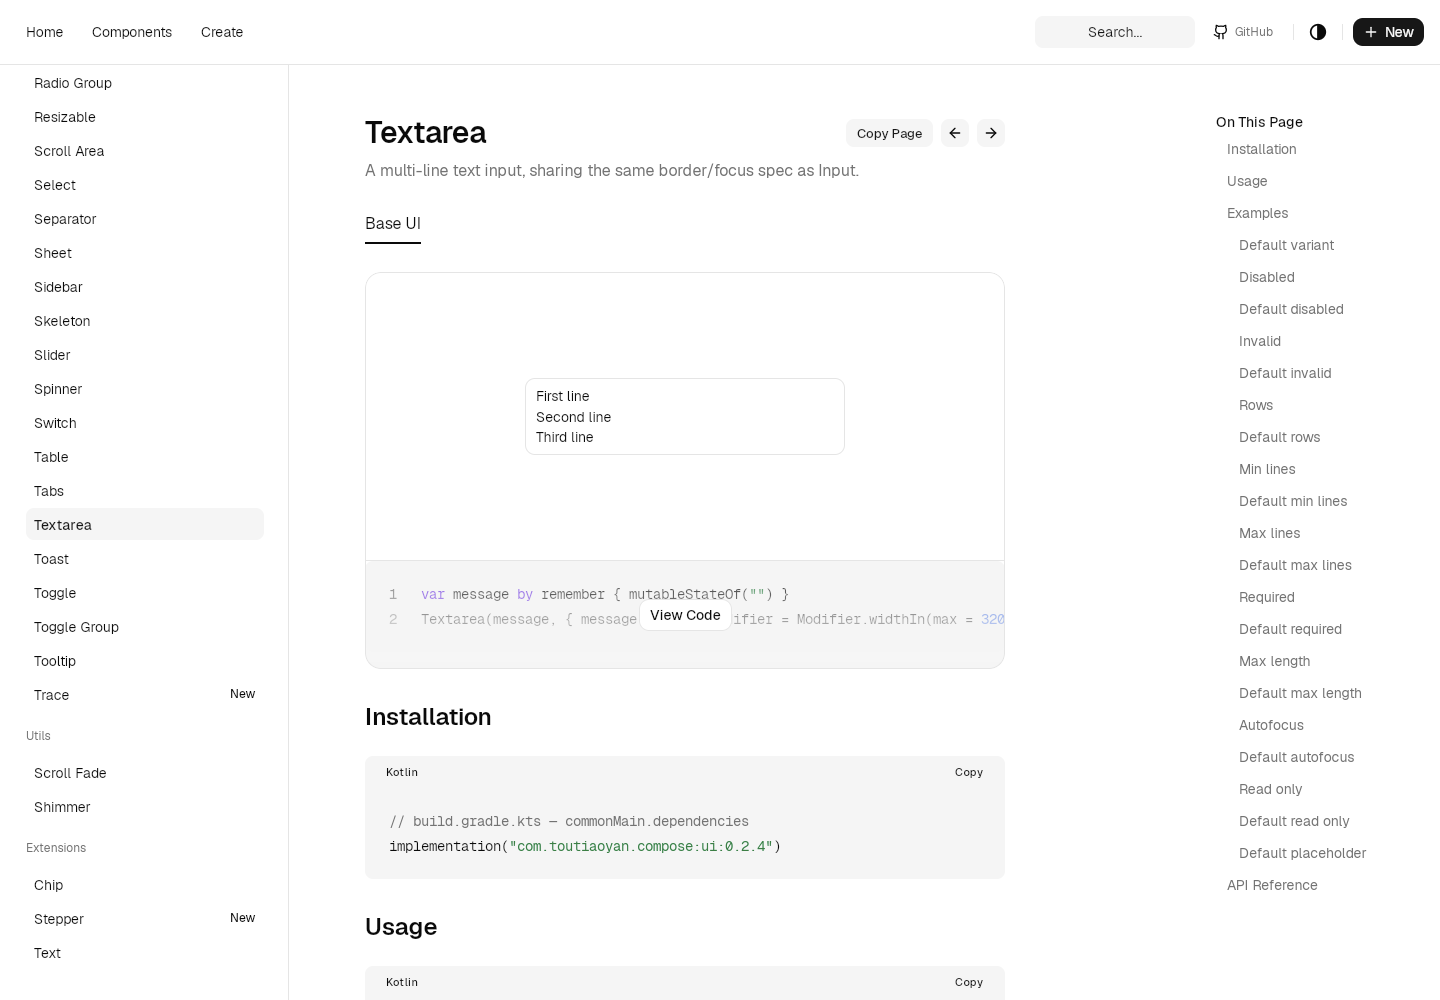 Home Components Create Search... GitHub New
Radio Group
Resizable
Scroll Area
Select
Separator
Sheet
Sidebar
Skeleton
Slider
Spinner
Switch
Table
Tabs
Textarea
Toast
Toggle
Toggle Group
Tooltip
Trace New
Utils
Scroll Fade
Shimmer
Extensions
Chip
Stepper New
Text
Textarea
Copy Page
A multi-line text input, sharing the same border/focus spec as Input.
Base UI
First line
Second line
Third line
1 var message by remember { mutableStateOf("") }
2 Textarea(message, { message ifier = Modifier.widthIn(max = 320
View Code
Installation
Kotlin Copy
// build.gradle.kts — commonMain.dependencies
implementation("com.toutiaoyan.compose:ui:0.2.4")
Usage
Kotlin Copy
On This Page
Installation
Usage
Examples
Default variant
Disabled
Default disabled
Invalid
Default invalid
Rows
Default rows
Min lines
Default min lines
Max lines
Default max lines
Required
Default required
Max length
Default max length
Autofocus
Default autofocus
Read only
Default read only
Default placeholder
API Reference